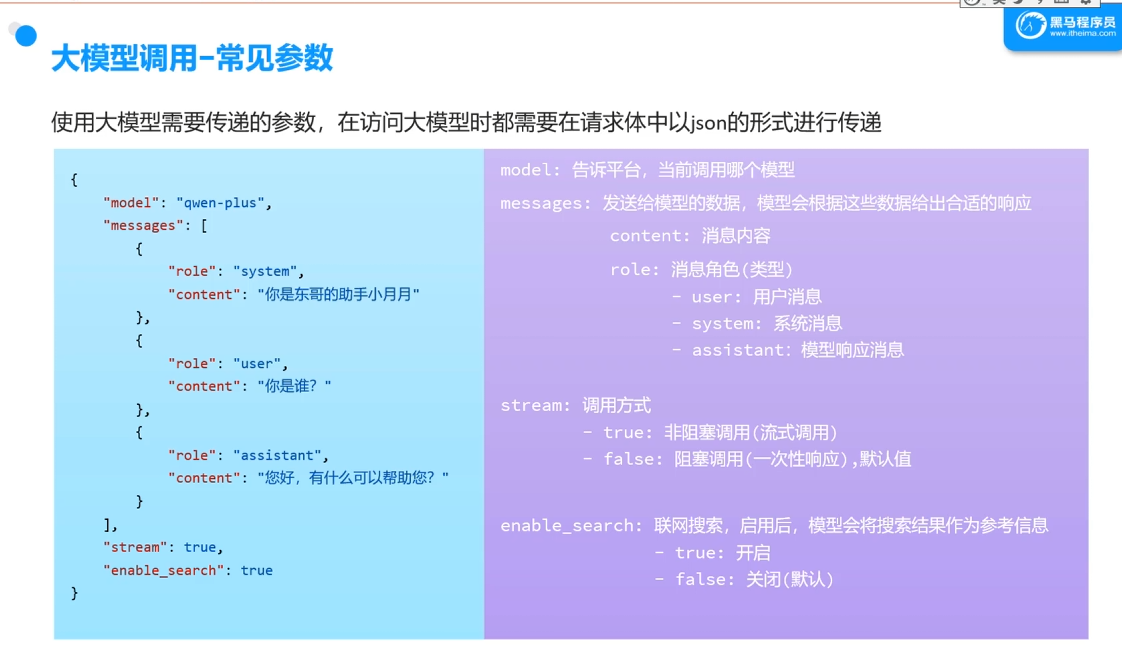 黑马程序员
www.itheima.com
大模型调用-常见参数
使用大模型需要传递的参数，在访问大模型时都需要在请求体中以json的形式进行传递
{
"model": "qwen-plus",
"messages": [
{
"role": "system",
"content": "你是东哥的助手小月月"
},
{
"role": "user",
"content": "你是谁？"
},
{
"role": "assistant",
"content": "您好，有什么可以帮助您？"
}
],
"stream": true,
"enable_search": true
}
model: 告诉平台，当前调用哪个模型
messages: 发送给模型的数据，模型会根据这些数据给出合适的响应
content: 消息内容
role: 消息角色(类型)
- user: 用户消息
- system: 系统消息
- assistant: 模型响应消息
stream: 调用方式
- true: 非阻塞调用(流式调用)
- false: 阻塞调用(一次性响应),默认值
enable_search: 联网搜索，启用后，模型会将搜索结果作为参考信息
- true: 开启
- false: 关闭(默认)